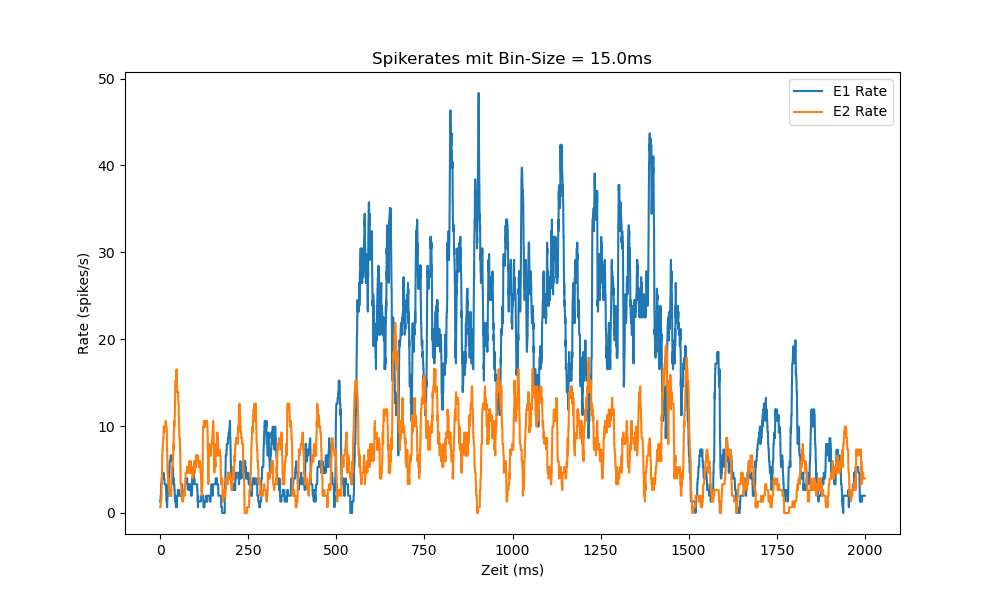 Spikerates mit Bin-Size = 15.0ms
E1 Rate
E2 Rate
50
40
30
20
10
0
Rate (spikes/s)
0 250 500 750 1000 1250 1500 1750 2000
Zeit (ms)